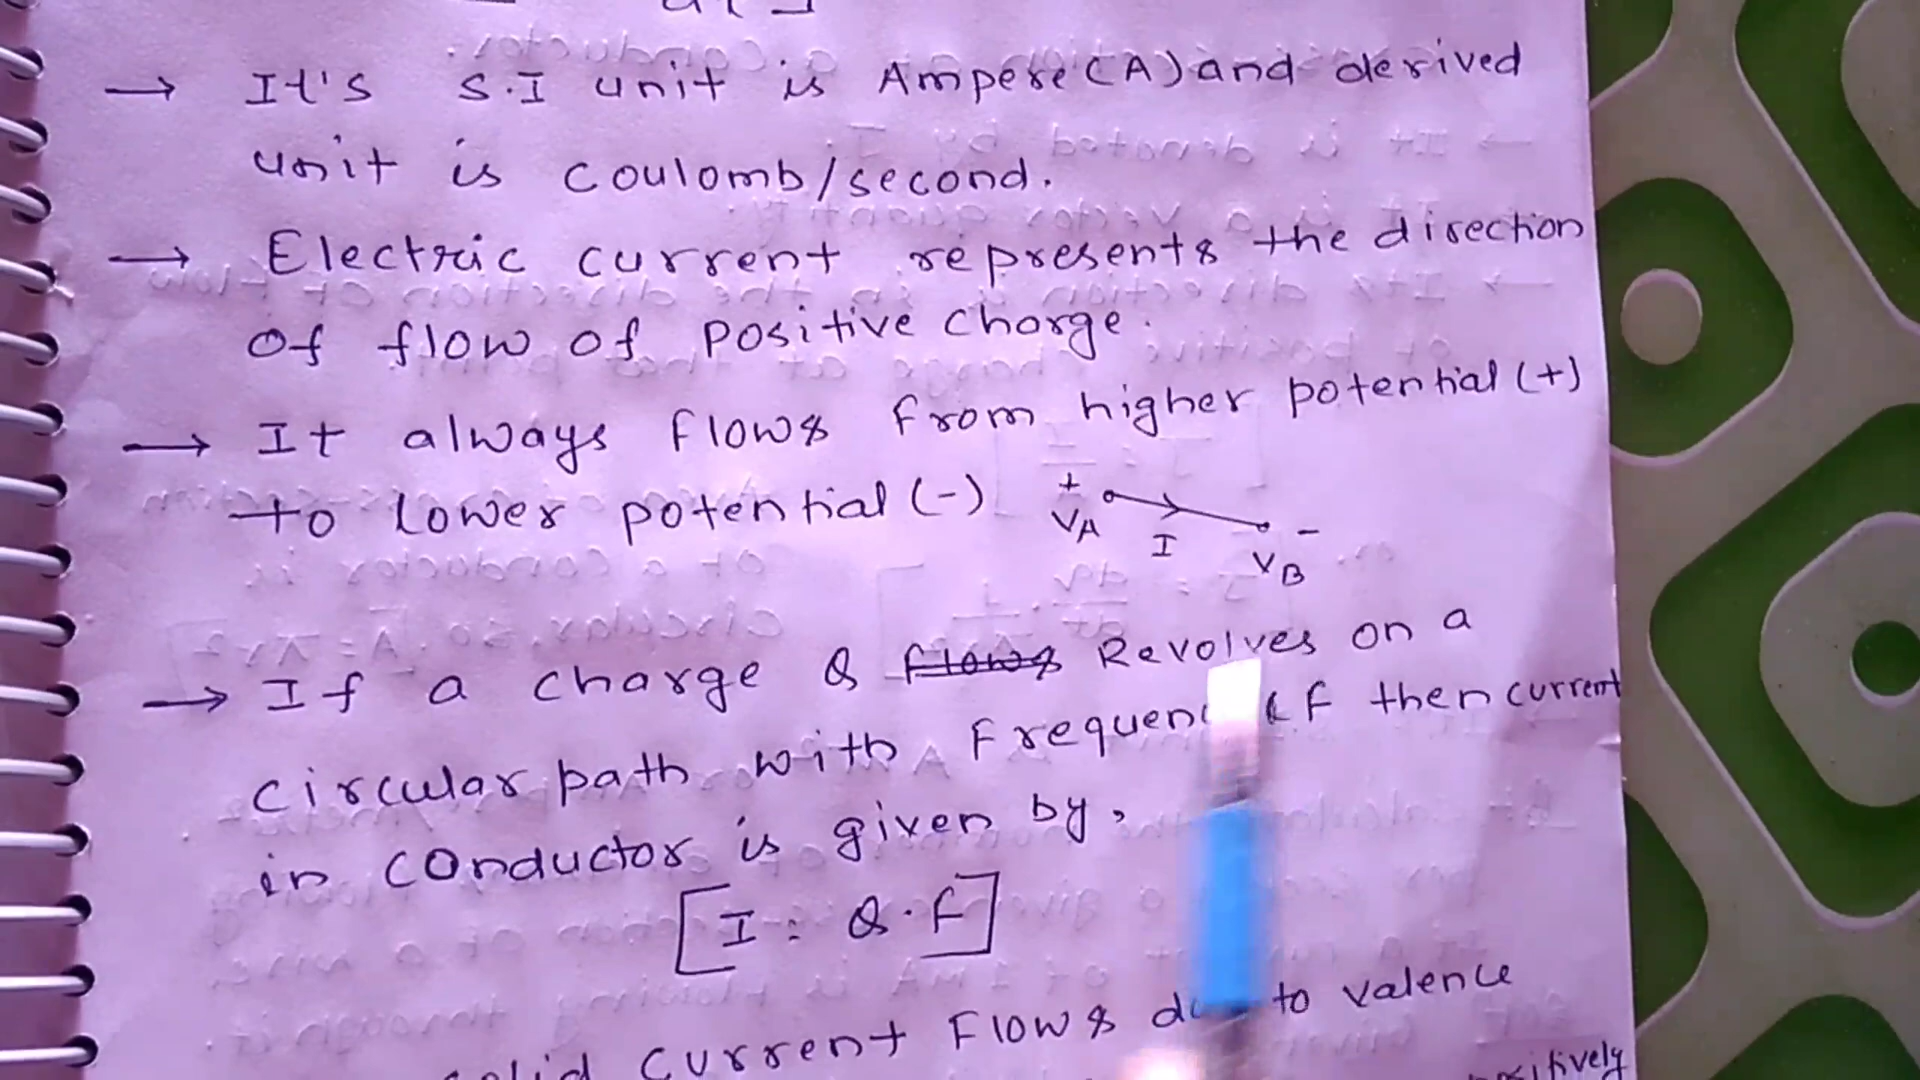 → It's S.I unit is Ampere(A) and derived
unit is coulomb/second.
→ Electric current represents the direction
of flow of positive charge.
→ It always flows from higher potential (+)
to lower potential (-)
+ VA I VB -
→ If a charge Q flows Revolves on a
circular path with Frequen f then current
in conductor is given by,
[I = Q.f]
solid current flows to valence